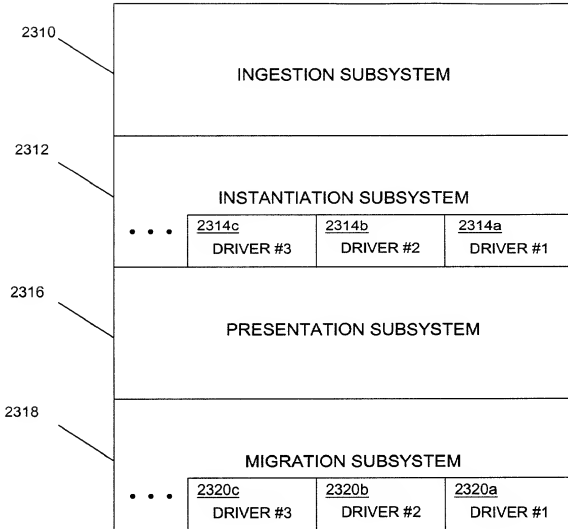 2310
INGESTION SUBSYSTEM
2312
INSTANTIATION SUBSYSTEM
• • •
2314c
2314b
2314a
DRIVER #3
DRIVER #2
DRIVER #1
2316
PRESENTATION SUBSYSTEM
2318
MIGRATION SUBSYSTEM
• • •
2320c
2320b
2320a
DRIVER #3
DRIVER #2
DRIVER #1